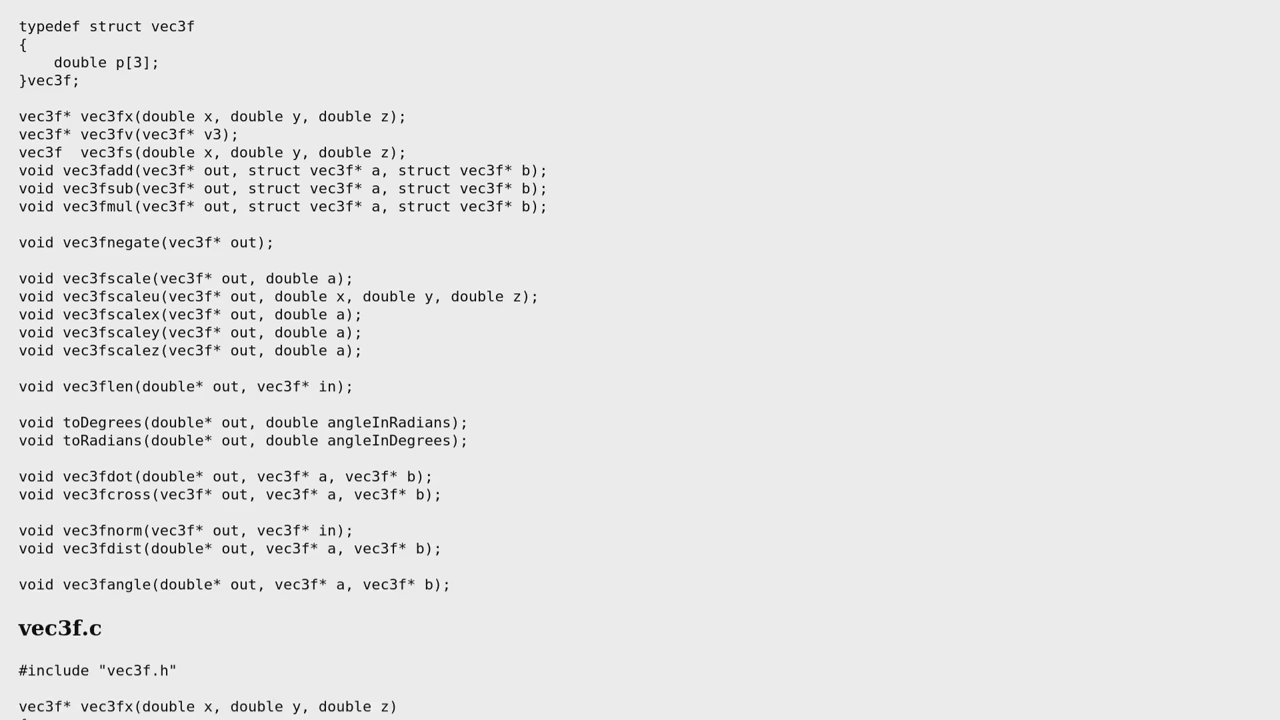 typedef struct vec3f
{
    double p[3];
}vec3f;

vec3f* vec3fx(double x, double y, double z);
vec3f* vec3fv(vec3f* v3);
vec3f  vec3fs(double x, double y, double z);
void vec3fadd(vec3f* out, struct vec3f* a, struct vec3f* b);
void vec3fsub(vec3f* out, struct vec3f* a, struct vec3f* b);
void vec3fmul(vec3f* out, struct vec3f* a, struct vec3f* b);

void vec3fnegate(vec3f* out);

void vec3fscale(vec3f* out, double a);
void vec3fscaleu(vec3f* out, double x, double y, double z);
void vec3fscalex(vec3f* out, double a);
void vec3fscaley(vec3f* out, double a);
void vec3fscalez(vec3f* out, double a);

void vec3flen(double* out, vec3f* in);

void toDegrees(double* out, double angleInRadians);
void toRadians(double* out, double angleInDegrees);

void vec3fdot(double* out, vec3f* a, vec3f* b);
void vec3fcross(vec3f* out, vec3f* a, vec3f* b);

void vec3fnorm(vec3f* out, vec3f* in);
void vec3fdist(double* out, vec3f* a, vec3f* b);

void vec3fangle(double* out, vec3f* a, vec3f* b);

vec3f.c

#include "vec3f.h"

vec3f* vec3fx(double x, double y, double z)